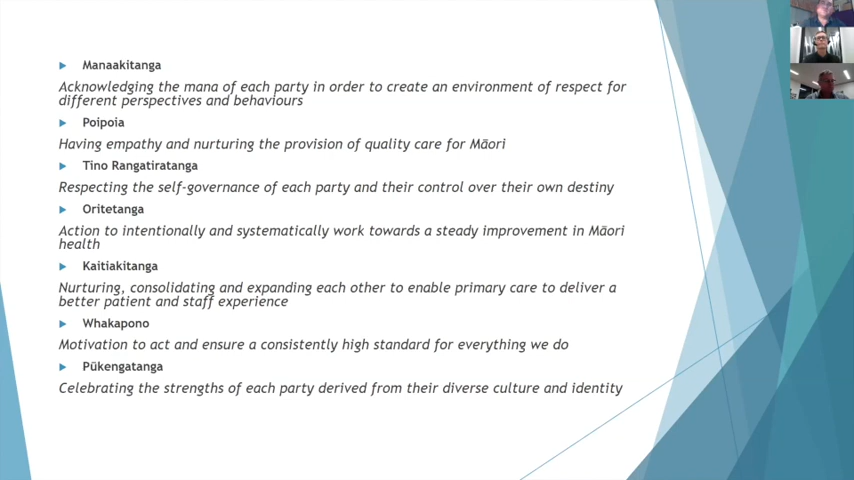 Manaakitanga
Acknowledging the mana of each party in order to create an environment of respect for
different perspectives and behaviours
Poipoia
Having empathy and nurturing the provision of quality care for Māori
Tino Rangatiratanga
Respecting the self-governance of each party and their control over their own destiny
Oritetanga
Action to intentionally and systematically work towards a steady improvement in Māori
health
Kaitiakitanga
Nurturing, consolidating and expanding each other to enable primary care to deliver a
better patient and staff experience
Whakapono
Motivation to act and ensure a consistently high standard for everything we do
Pūkengatanga
Celebrating the strengths of each party derived from their diverse culture and identity